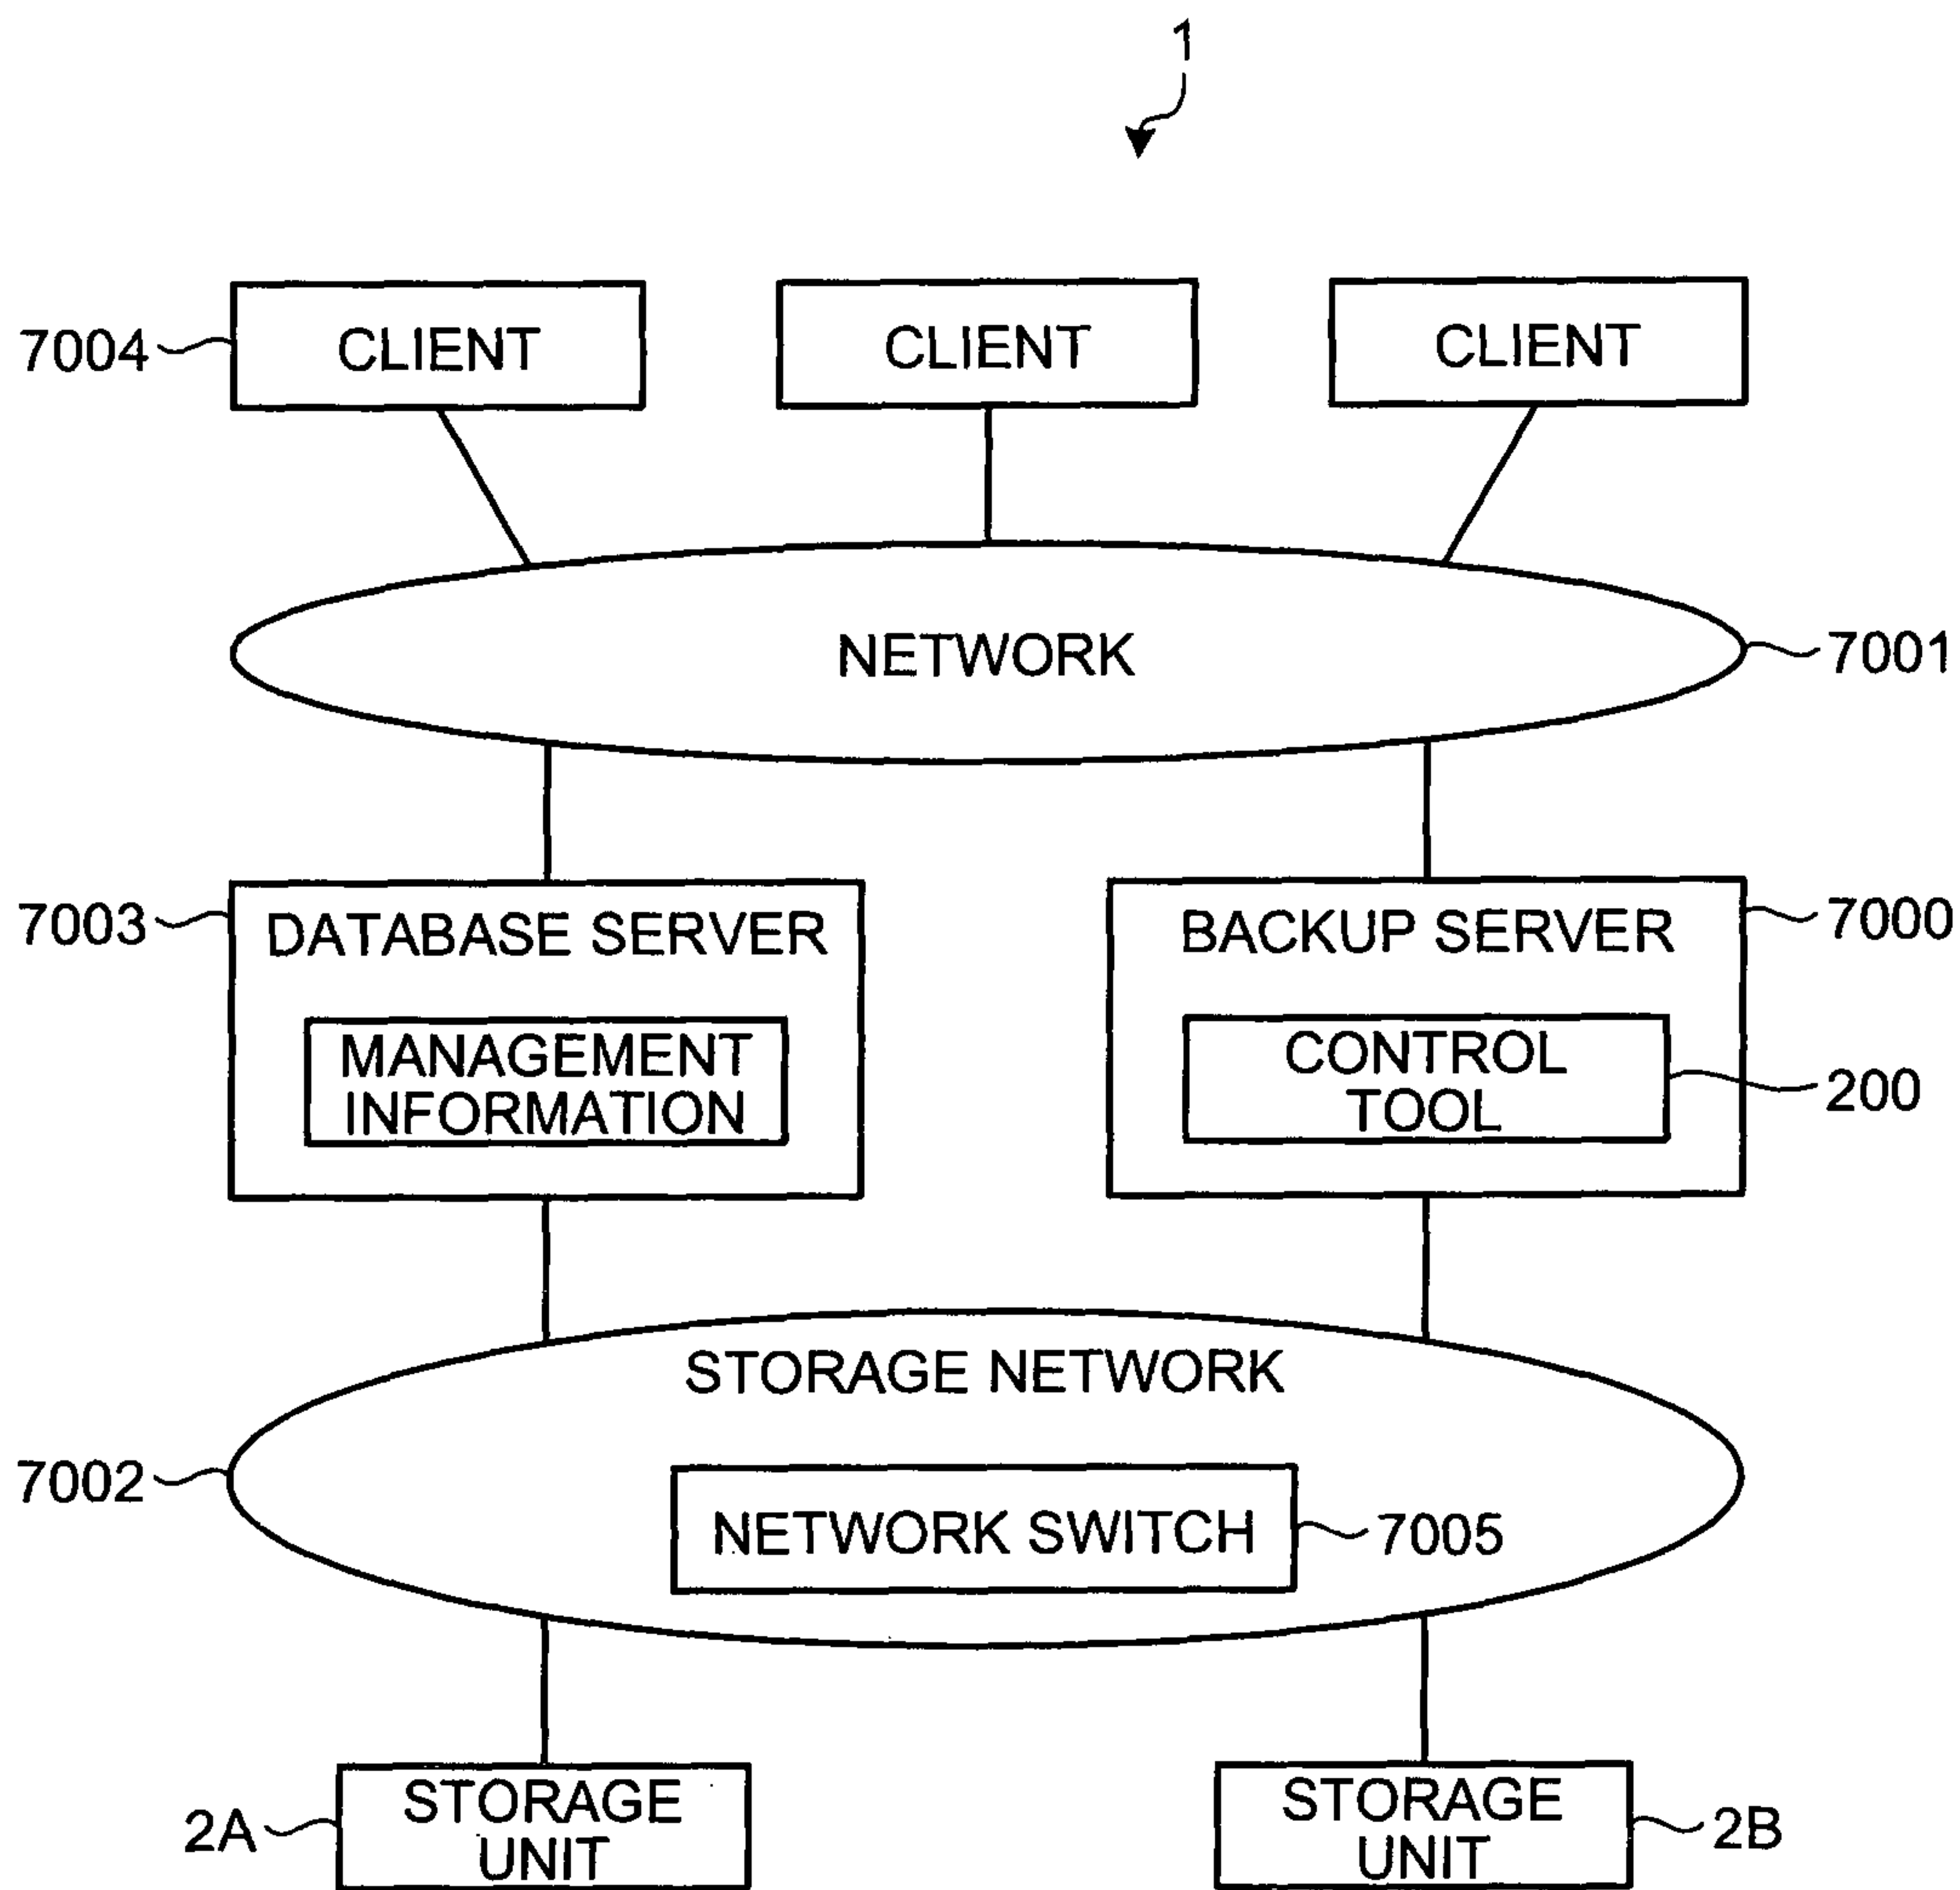 1
7004
CLIENT
CLIENT
CLIENT
NETWORK
7001
7003
DATABASE SERVER
MANAGEMENT
INFORMATION
BACKUP SERVER
7000
CONTROL
TOOL
200
STORAGE NETWORK
7002
NETWORK SWITCH
7005
2A
STORAGE
UNIT
STORAGE
UNIT
2B